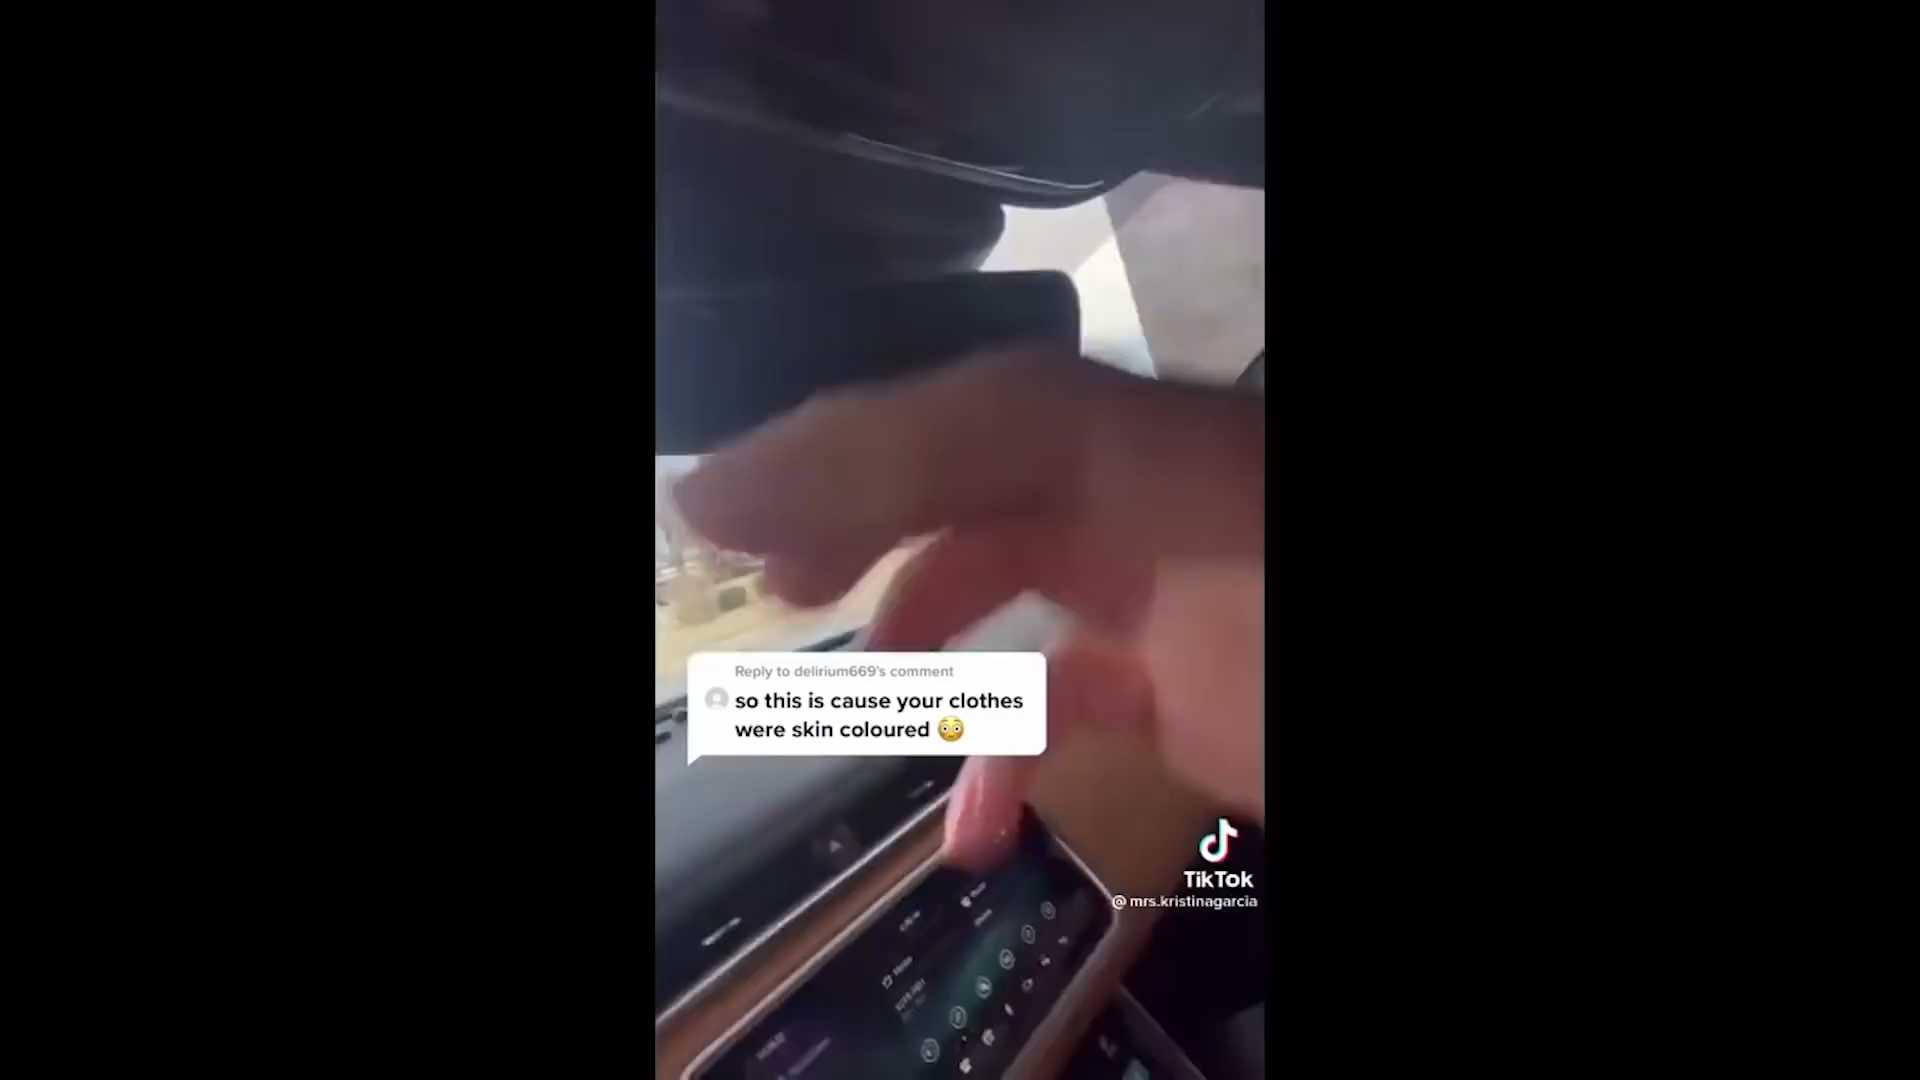 Reply to delirium669's comment
so this is cause your clothes
were skin coloured 😳
TikTok
@mrs.kristinagarcia